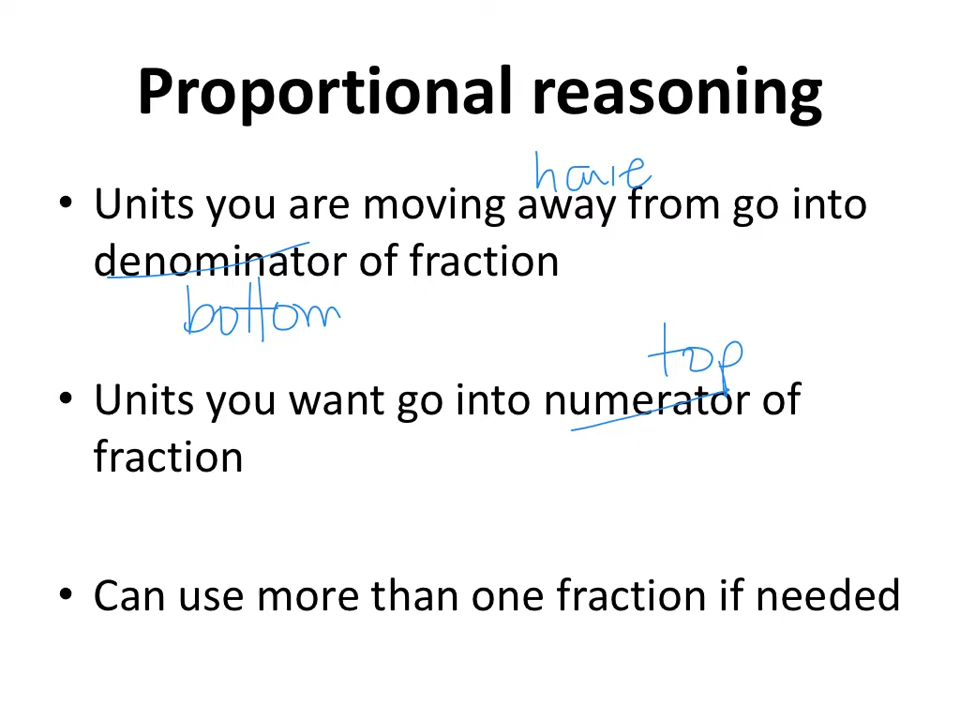 Proportional reasoning
have
• Units you are moving away from go into
denominator of fraction
bottom
top
• Units you want go into numerator of
fraction
• Can use more than one fraction if needed